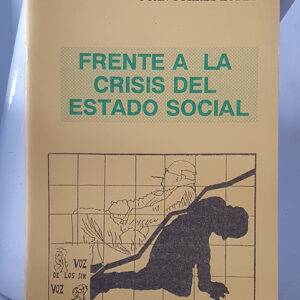 FRENTE A LA
CRISIS DEL
ESTADO SOCIAL
VOZ
DE LOS SIN
VOZ